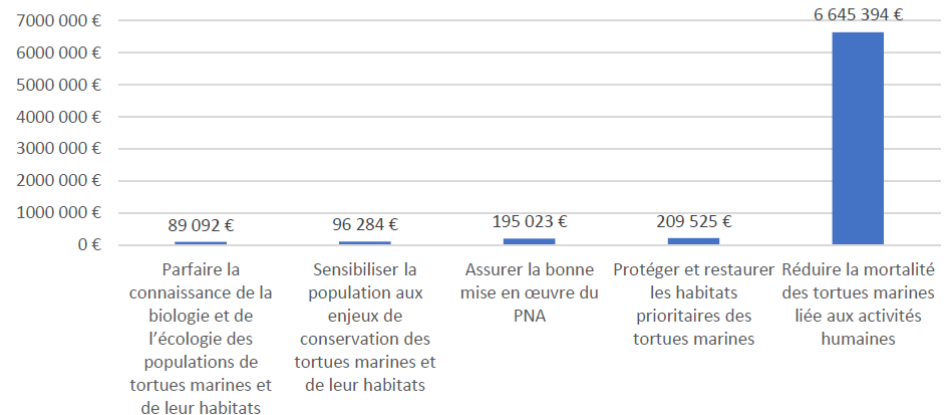 7000 000 €
6000 000 €
5000 000 €
4000 000 €
3000 000 €
2000 000 €
1000 000 €
0 €
89 092 €
96 284 €
195 023 €
209 525 €
6 645 394 €
Parfaire la
connaissance de la
biologie et de
l’écologie des
populations de
tortues marines et
de leur habitats
Sensibiliser la
population aux
enjeux de
conservation des
tortues marines et
de leur habitats
Assurer la bonne
mise en œuvre du
PNA
Protéger et restaurer
les habitats
prioritaires des
tortues marines
Réduire la mortalité
des tortues marines
liée aux activités
humaines